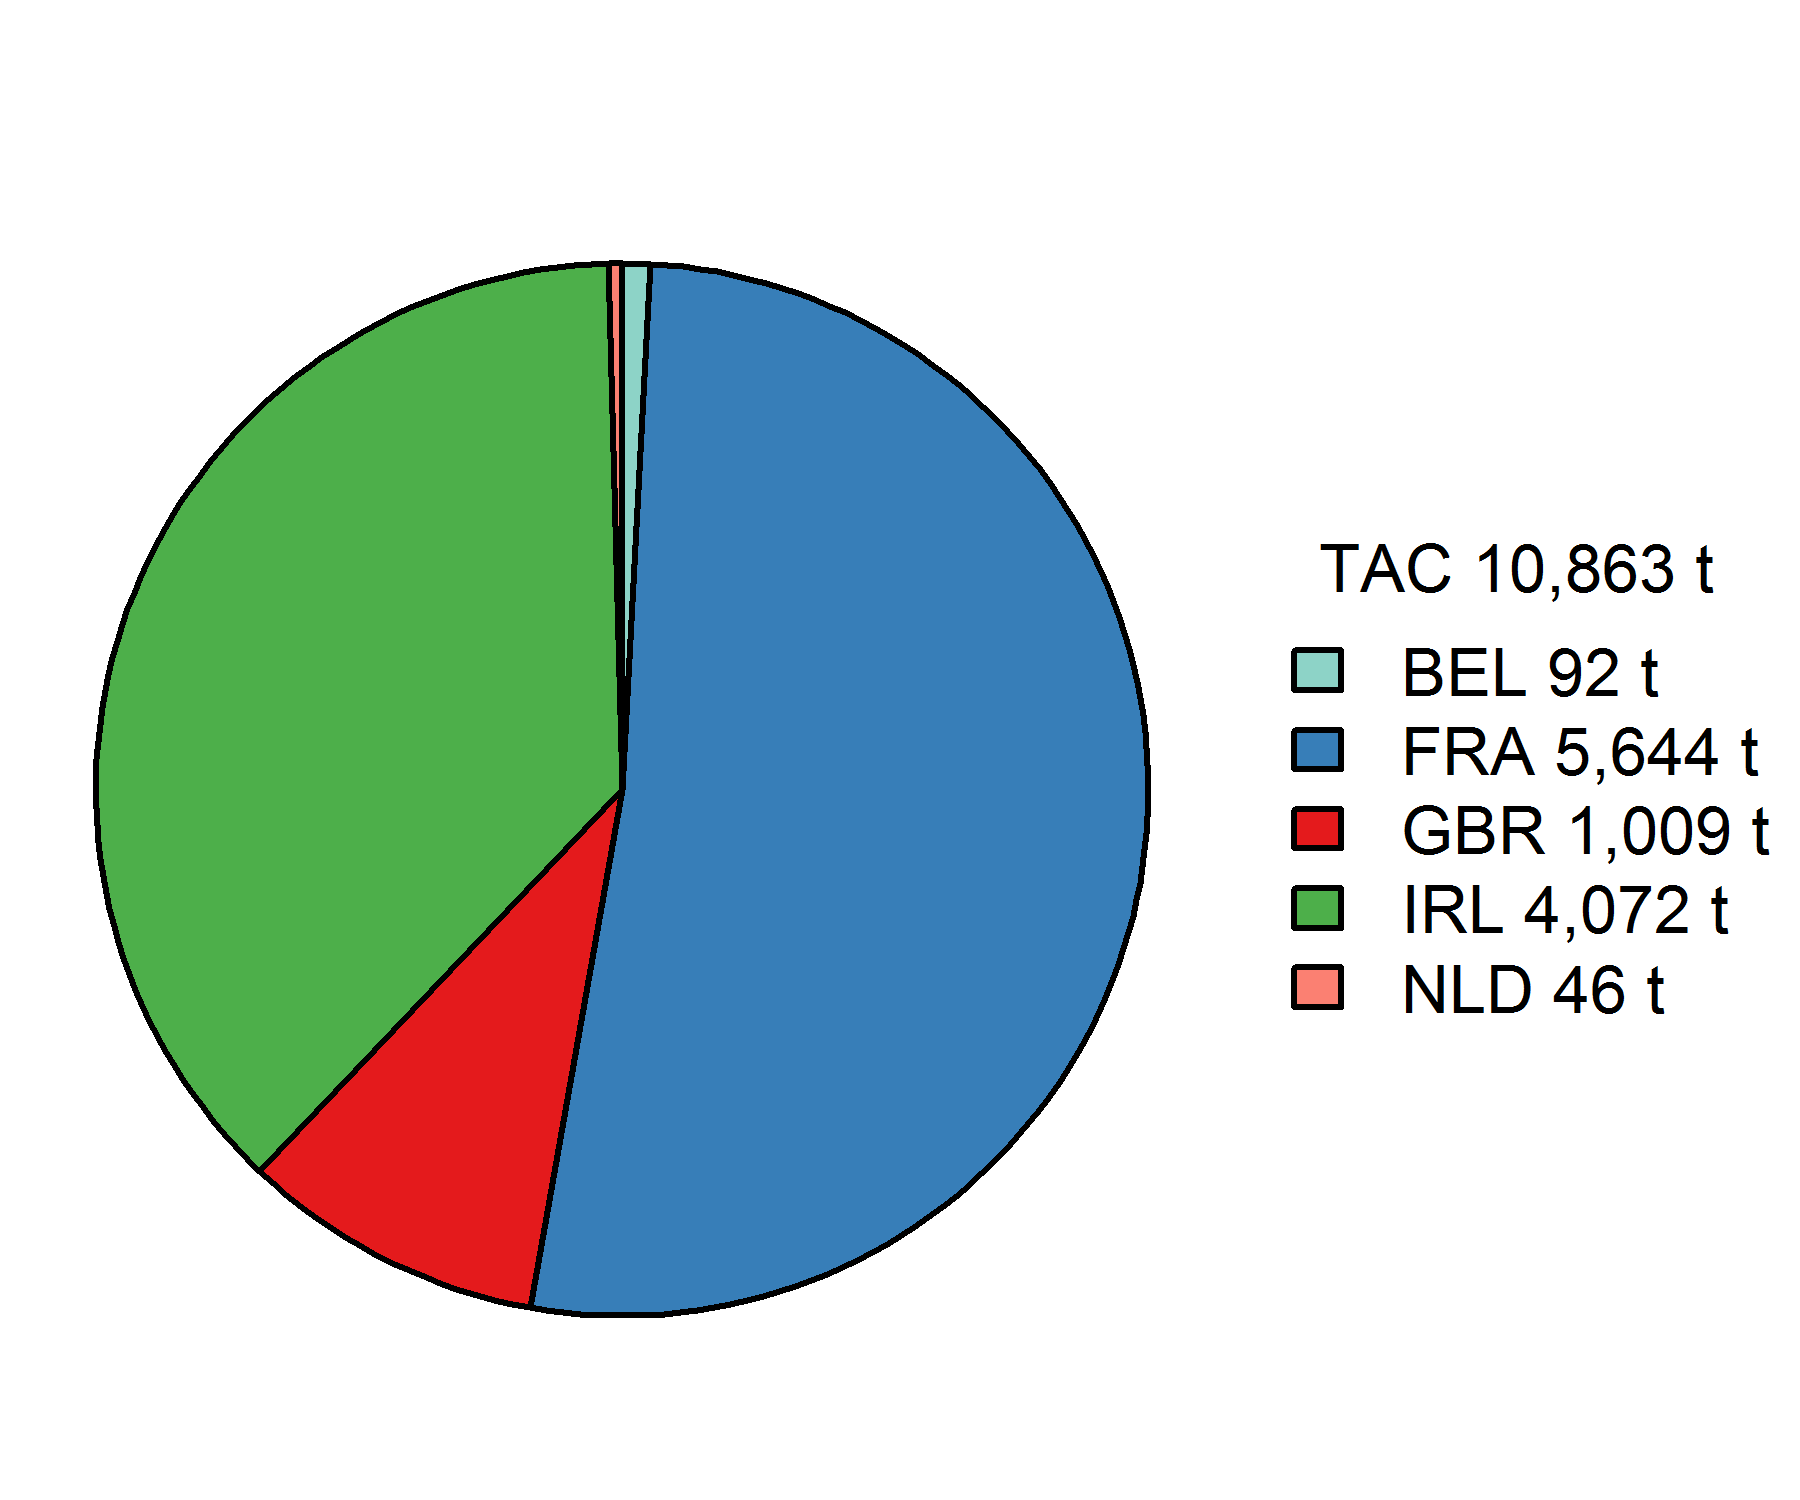 TAC 10,863 t
BEL 92 t
FRA 5,644 t
GBR 1,009 t
IRL 4,072 t
NLD 46 t